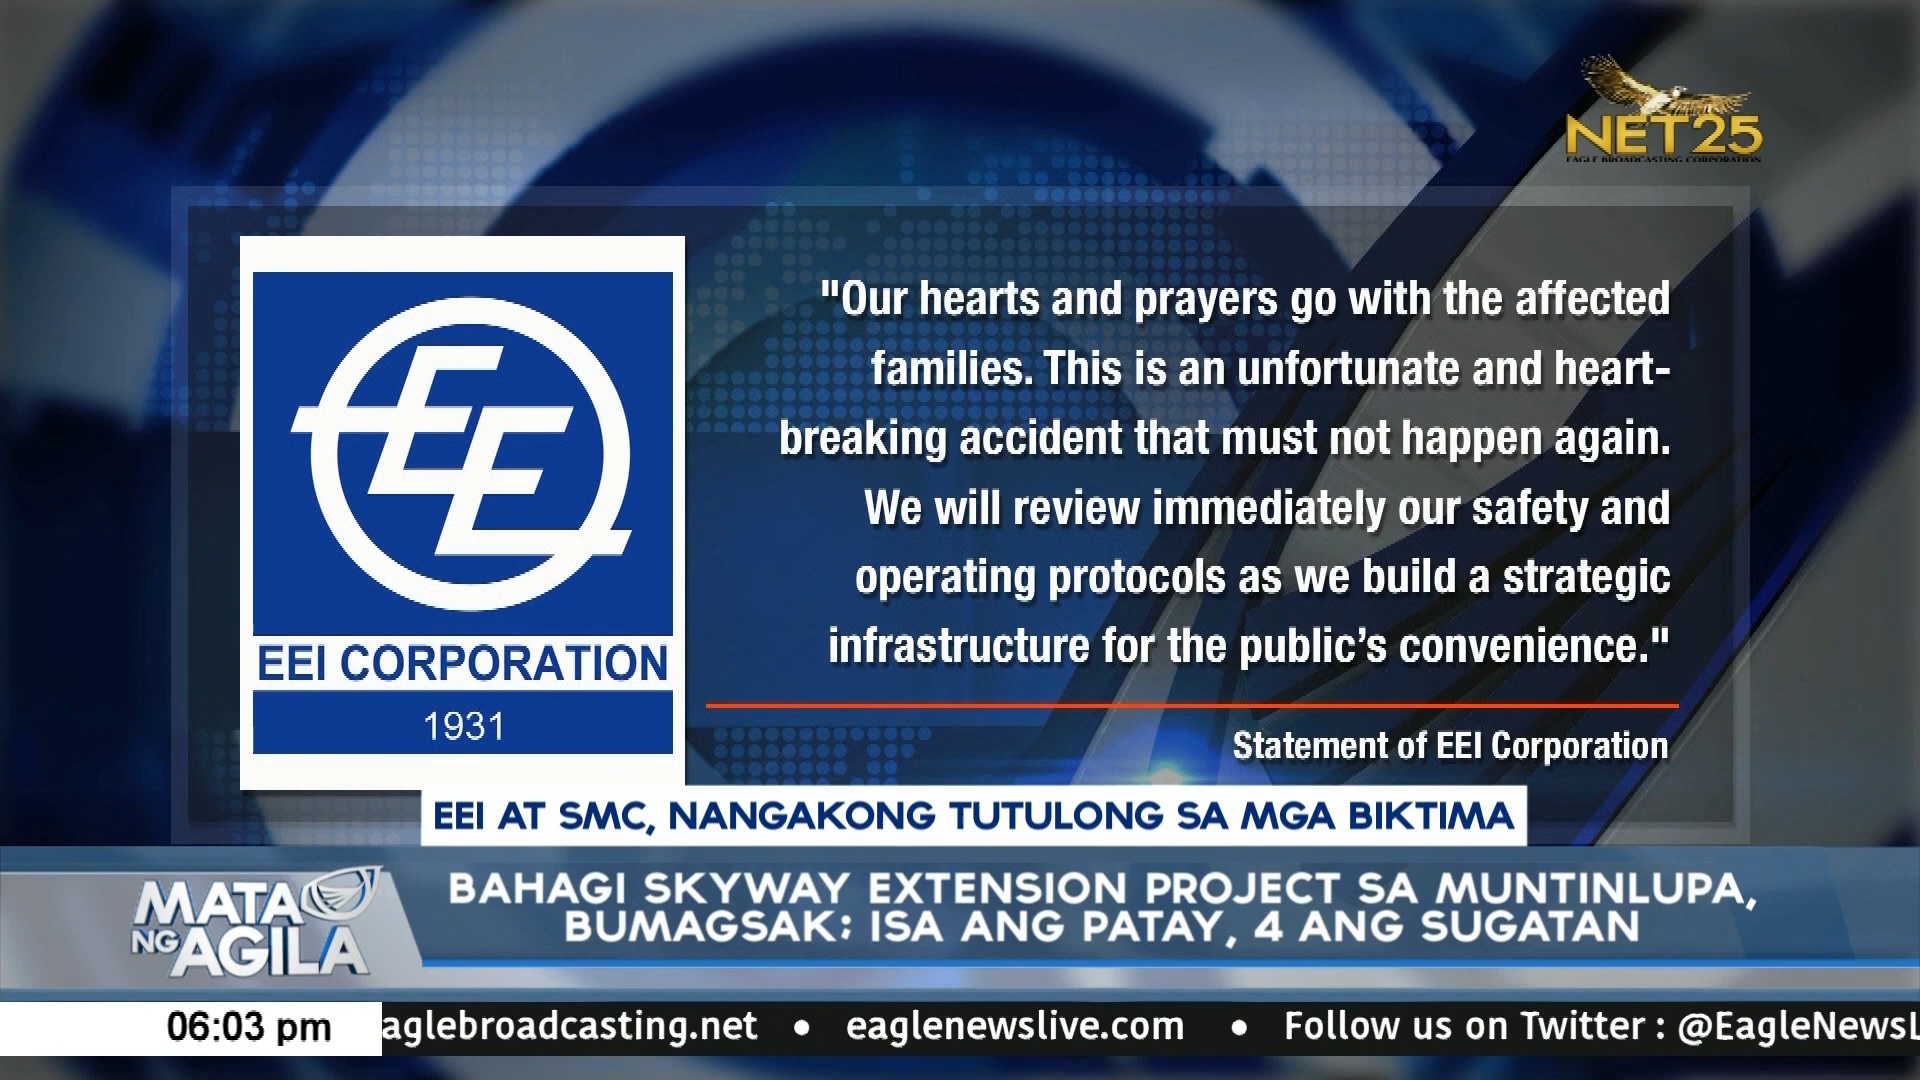 NET25
EAGLE BROADCASTING CORPORATION
EE
EEI CORPORATION
1931
"Our hearts and prayers go with the affected
families. This is an unfortunate and heart-
breaking accident that must not happen again.
We will review immediately our safety and
operating protocols as we build a strategic
infrastructure for the public’s convenience."
Statement of EEI Corporation
EEI AT SMC, NANGAKONG TUTULONG SA MGA BIKTIMA
MATA
NG AGILA
BAHAGI SKYWAY EXTENSION PROJECT SA MUNTINLUPA,
BUMAGSAK; ISA ANG PATAY, 4 ANG SUGATAN
06:03 pm
aglebroadcasting.net • eaglenewslive.com • Follow us on Twitter : @EagleNewsL